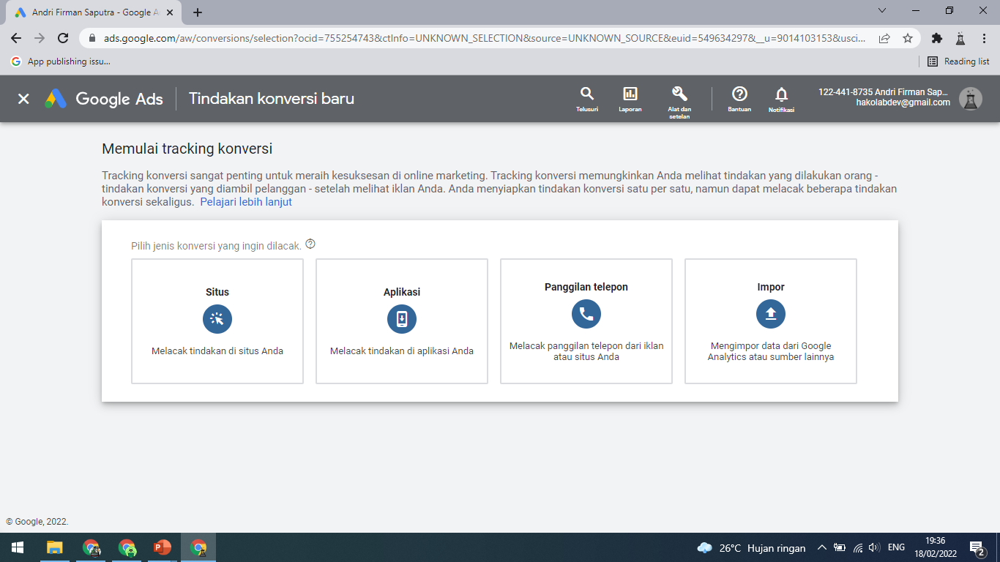 Andri Firman Saputra - Google A
ads.google.com/aw/conversions/selection?ocid=755254743&ctInfo=UNKNOWN_SELECTION&source=UNKNOWN_SOURCE&euid=549634297&__u=9014103153&usci...
App publishing issu...
Reading list
Google Ads
Tindakan konversi baru
Telusuri
Laporan
Alat dan
setelan
Bantuan
Notifikasi
122-441-8735 Andri Firman Sap...
hakolabdev@gmail.com
Memulai tracking konversi
Tracking konversi sangat penting untuk meraih kesuksesan di online marketing. Tracking konversi memungkinkan Anda melihat tindakan yang dilakukan orang -
tindakan konversi yang diambil pelanggan - setelah melihat iklan Anda. Anda menyiapkan tindakan konversi satu per satu, namun dapat melacak beberapa tindakan
konversi sekaligus. Pelajari lebih lanjut
Pilih jenis konversi yang ingin dilacak.
Situs
Melacak tindakan di situs Anda
Aplikasi
Melacak tindakan di aplikasi Anda
Panggilan telepon
Melacak panggilan telepon dari iklan
atau situs Anda
Impor
Mengimpor data dari Google
Analytics atau sumber lainnya
© Google, 2022.
26°C Hujan ringan
ENG
19:36
18/02/2022
2